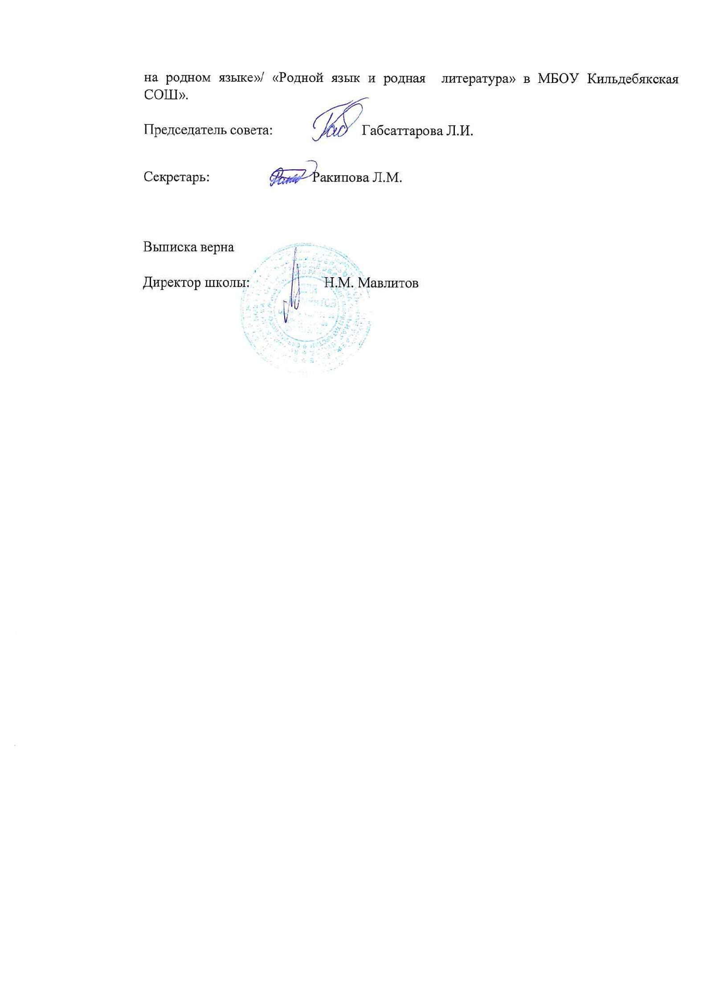 на родном языке»/ «Родной язык и родная литература» в МБОУ Кильдебякская
СОШ».
Председатель совета: Габсаттарова Л.И.
Секретарь: Ракипова Л.М.
Выписка верна
Директор школы: Н.М. Мавлитов
ДЛЯ